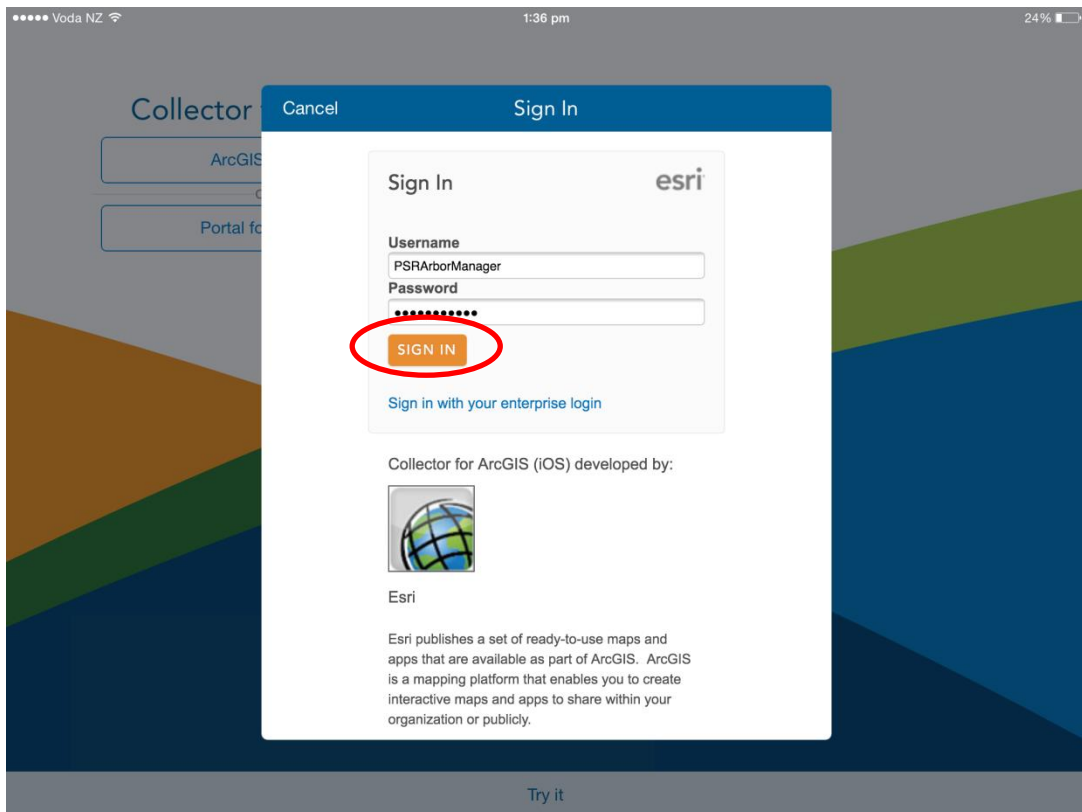 Voda NZ
1:36 pm
24%
Collector
Cancel
Sign In
ArcGIS
Portal fo
Sign In
esri
Username
PSRArborManager
Password
•••••••••••
SIGN IN
Sign in with your enterprise login
Collector for ArcGIS (iOS) developed by:
Esri
Esri publishes a set of ready-to-use maps and
apps that are available as part of ArcGIS. ArcGIS
is a mapping platform that enables you to create
interactive maps and apps to share within your
organization or publicly.
Try it